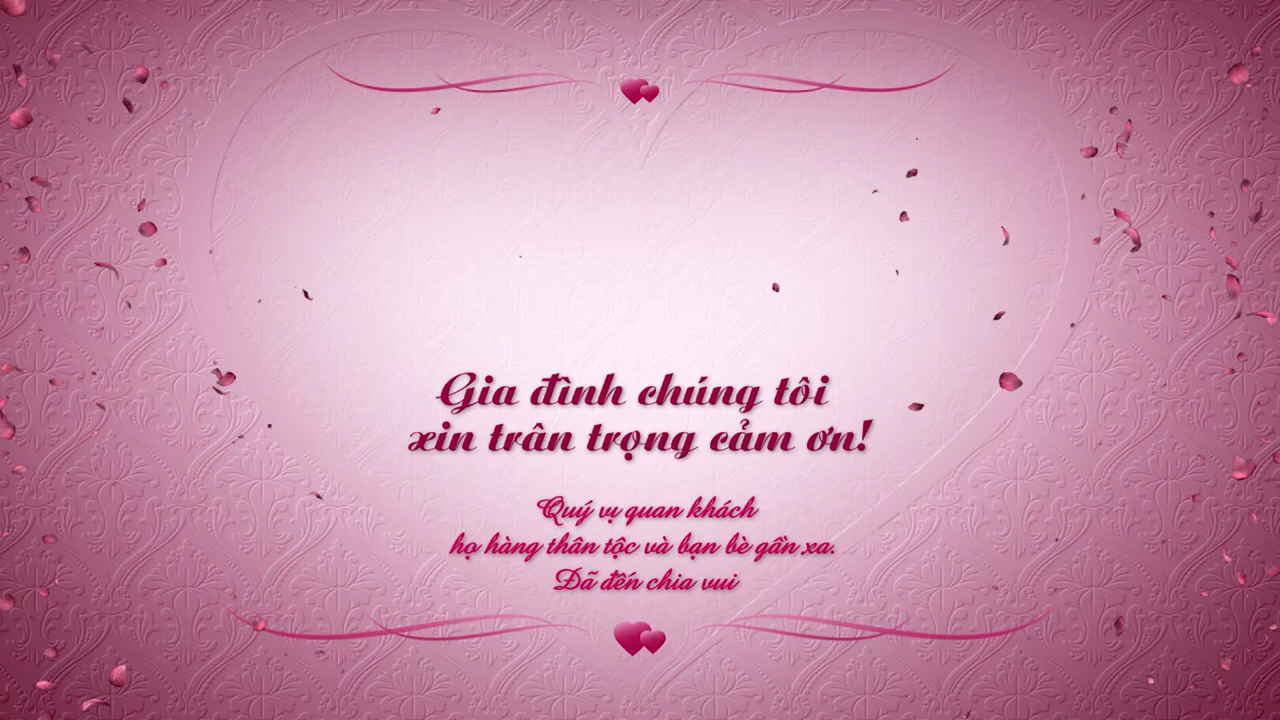 Gia đình chúng tôi
xin trân trọng cảm ơn!
Quý vị quan khách
họ hàng thân tộc và bạn bè gần xa.
Đã đến chia vui